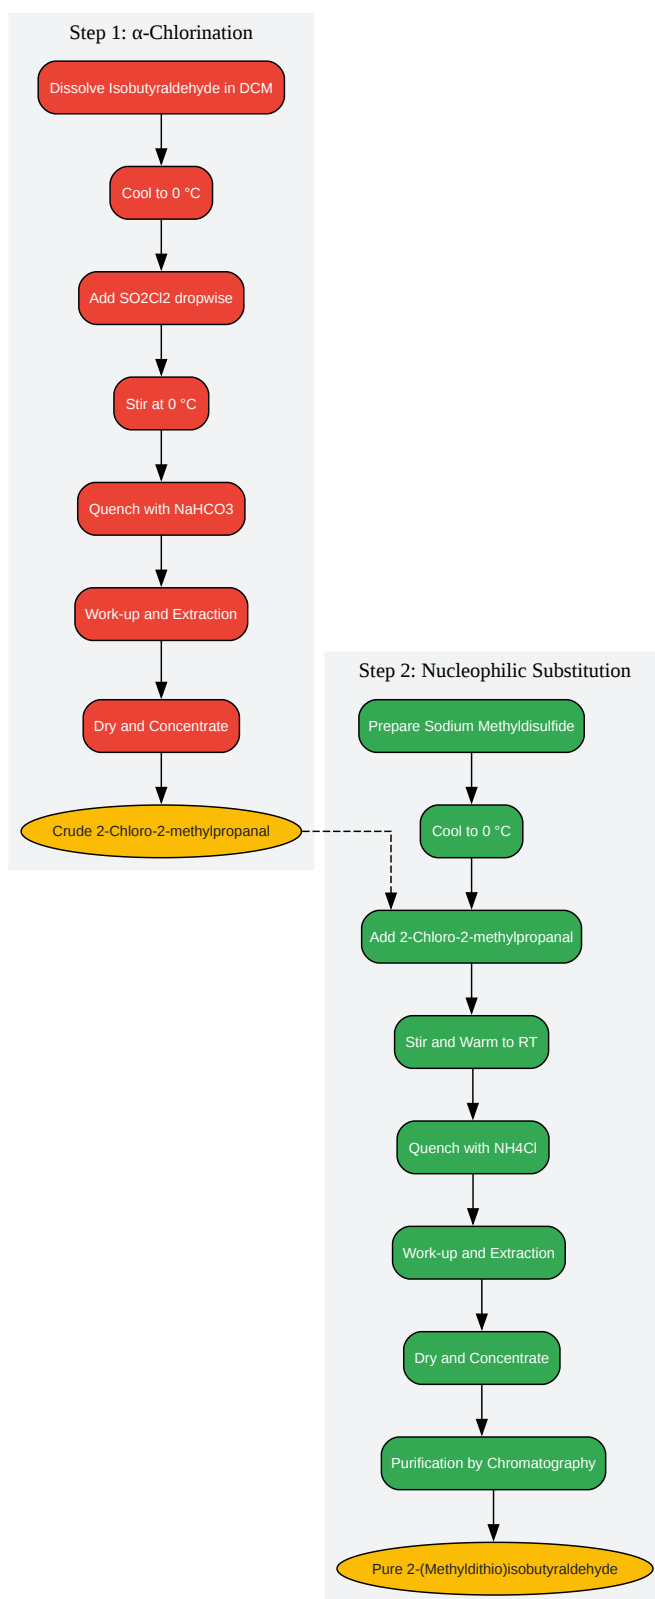 Step 1: α-Chlorination
Dissolve Isobutyraldehyde in DCM
Cool to 0 °C
Add SO2Cl2 dropwise
Stir at 0 °C
Quench with NaHCO3
Work-up and Extraction
Dry and Concentrate
Crude 2-Chloro-2-methylpropanal
Step 2: Nucleophilic Substitution
Prepare Sodium Methyldisulfide
Cool to 0 °C
Add 2-Chloro-2-methylpropanal
Stir and Warm to RT
Quench with NH4Cl
Work-up and Extraction
Dry and Concentrate
Purification by Chromatography
Pure 2-(Methyldithio)isobutyraldehyde